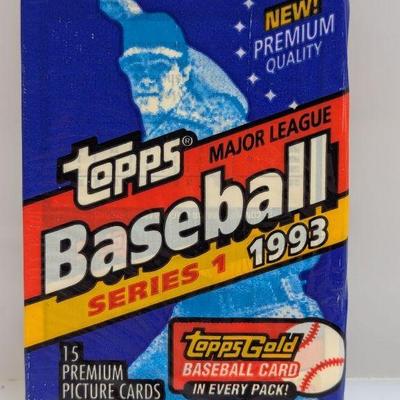 NEW!
PREMIUM
QUALITY
TOPPS®
MAJOR LEAGUE
Baseball
SERIES 1 1993
ToppsGold
BASEBALL CARD
IN EVERY PACK!
15
PREMIUM
PICTURE CARDS